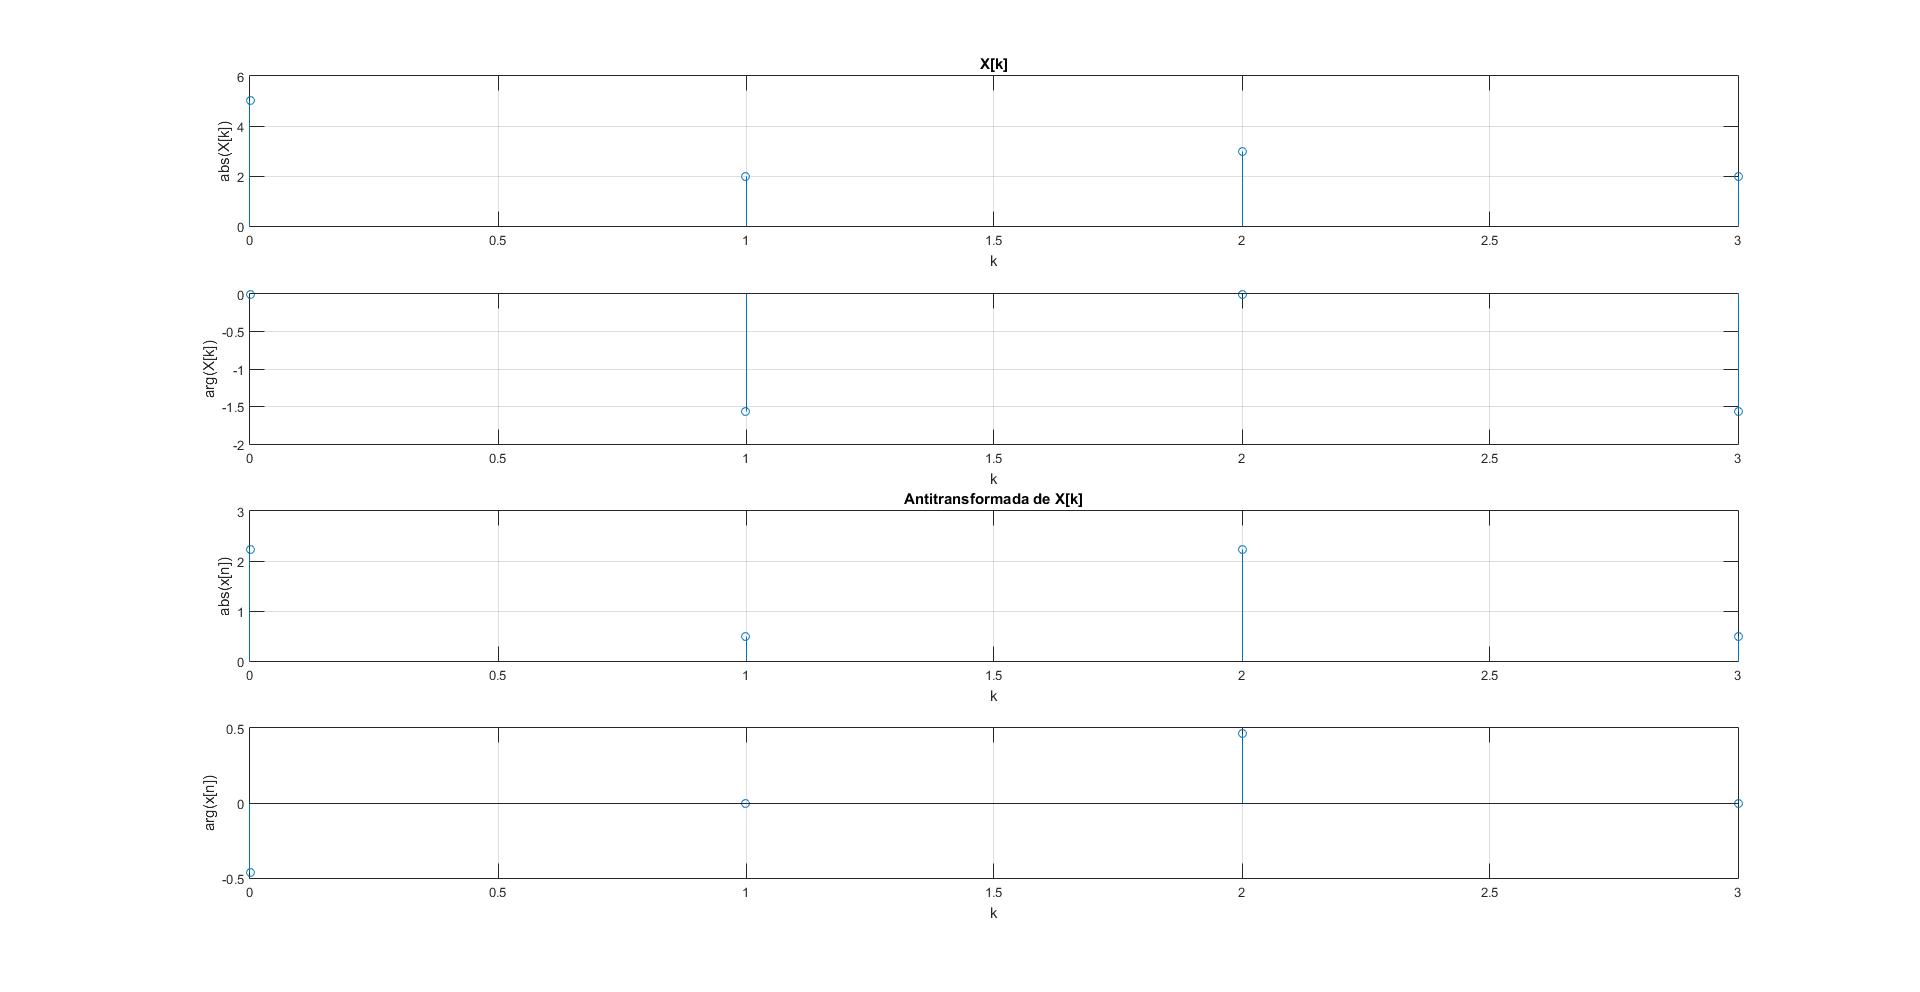 X[k]
6
4
2
0
abs(X[k])
0 0.5 1 1.5 2 2.5 3
k
0
-0.5
-1
-1.5
-2
arg(X[k])
0 0.5 1 1.5 2 2.5 3
k
Antitransformada de X[k]
3
2
1
0
abs(x[n])
0 0.5 1 1.5 2 2.5 3
k
0.5
0
-0.5
arg(x[n])
0 0.5 1 1.5 2 2.5 3
k